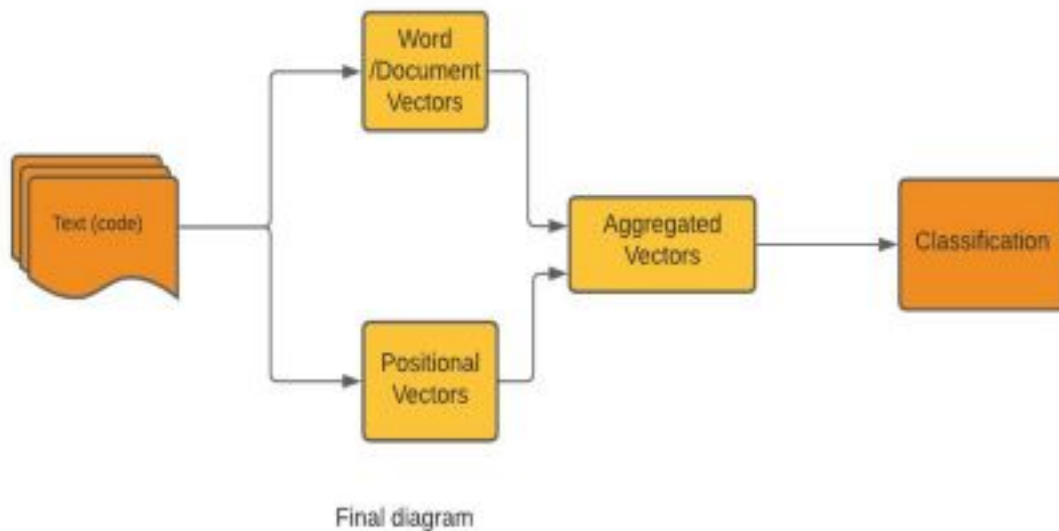 Word
/Document
Vectors
Text (code)
Aggregated
Vectors
Classification
Positional
Vectors
Final diagram